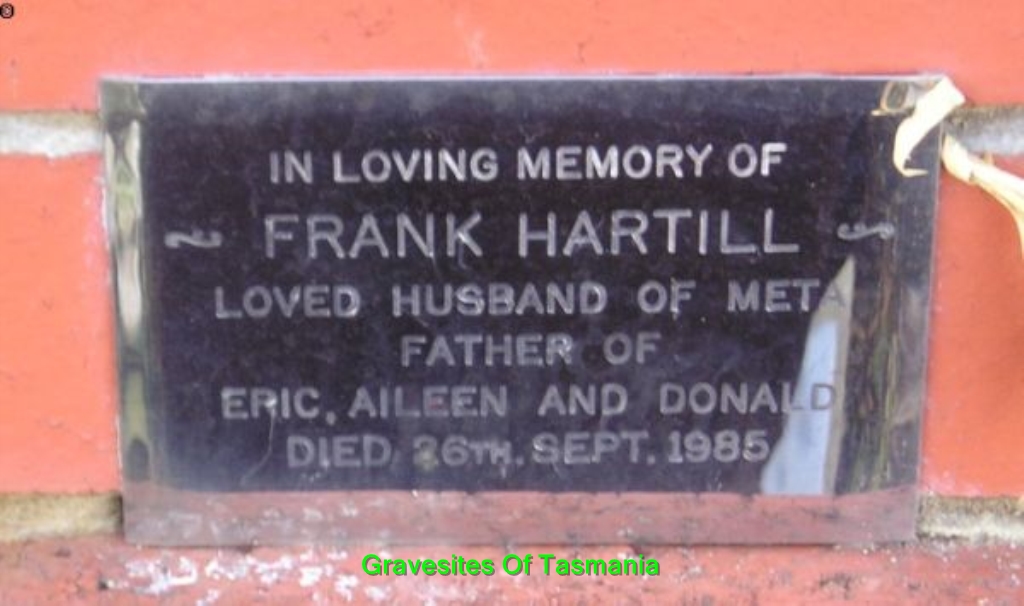 IN LOVING MEMORY OF
FRANK HARTILL
LOVED HUSBAND OF META
FATHER OF
ERIC, AILEEN AND DONALD
DIED 26TH. SEPT. 1985
Gravesites Of Tasmania